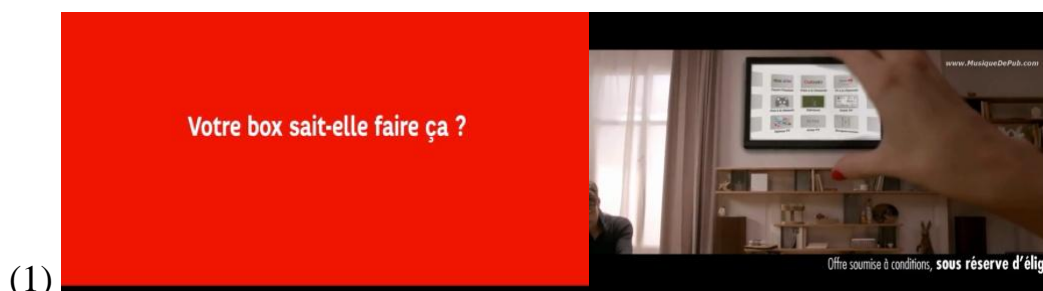 Votre box sait-elle faire ça ?
www.MusiqueDePub.com
Offre soumise à conditions, sous réserve d'élig
(1)